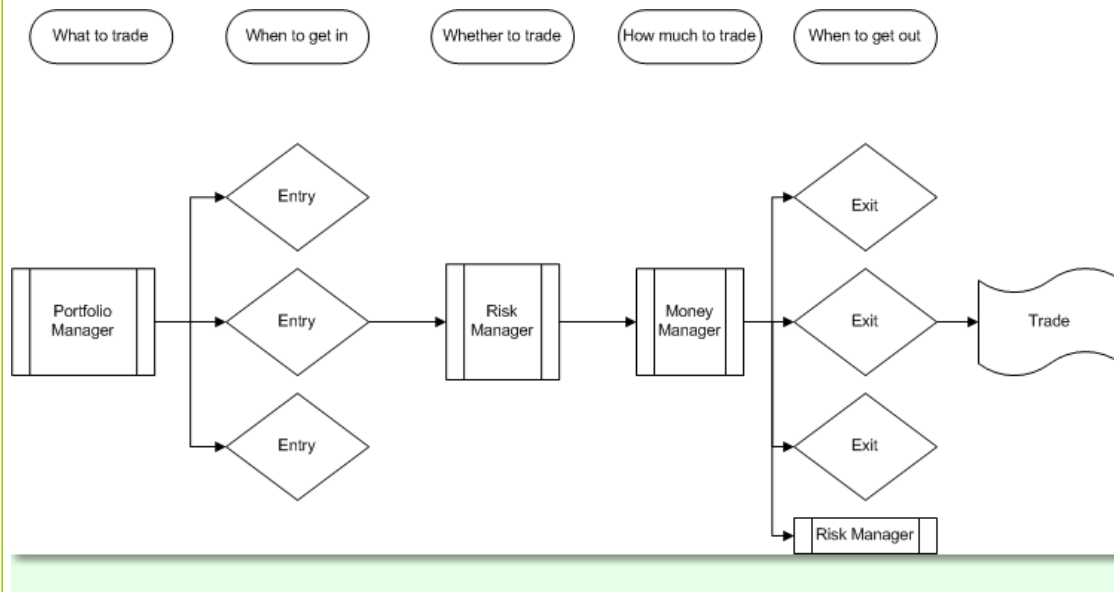 What to trade
When to get in
Whether to trade
How much to trade
When to get out
Entry
Exit
Portfolio
Manager
Entry
Risk
Manager
Money
Manager
Exit
Trade
Entry
Exit
Risk Manager